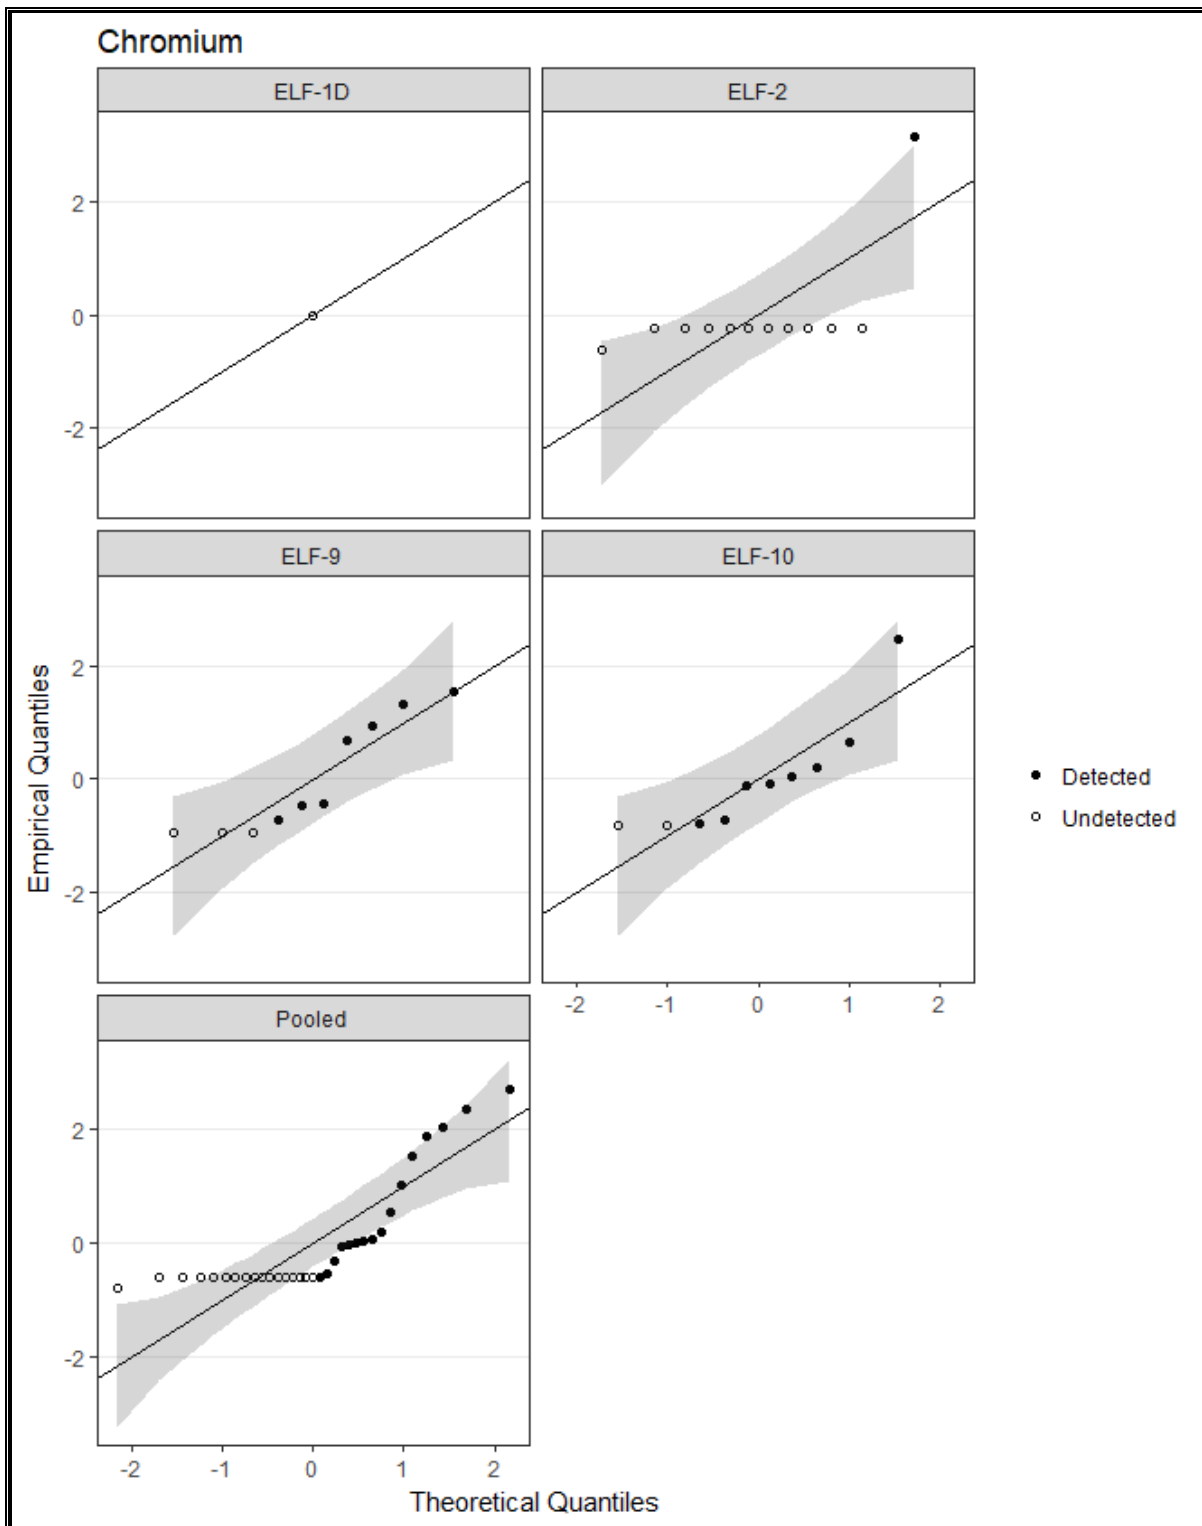 Chromium
ELF-1D
ELF-2
2
0
-2
ELF-9
ELF-10
2
0
-2
-2 -1 0 1 2
Pooled
2
0
-2
-2 -1 0 1 2
Empirical Quantiles
Theoretical Quantiles
Detected
Undetected